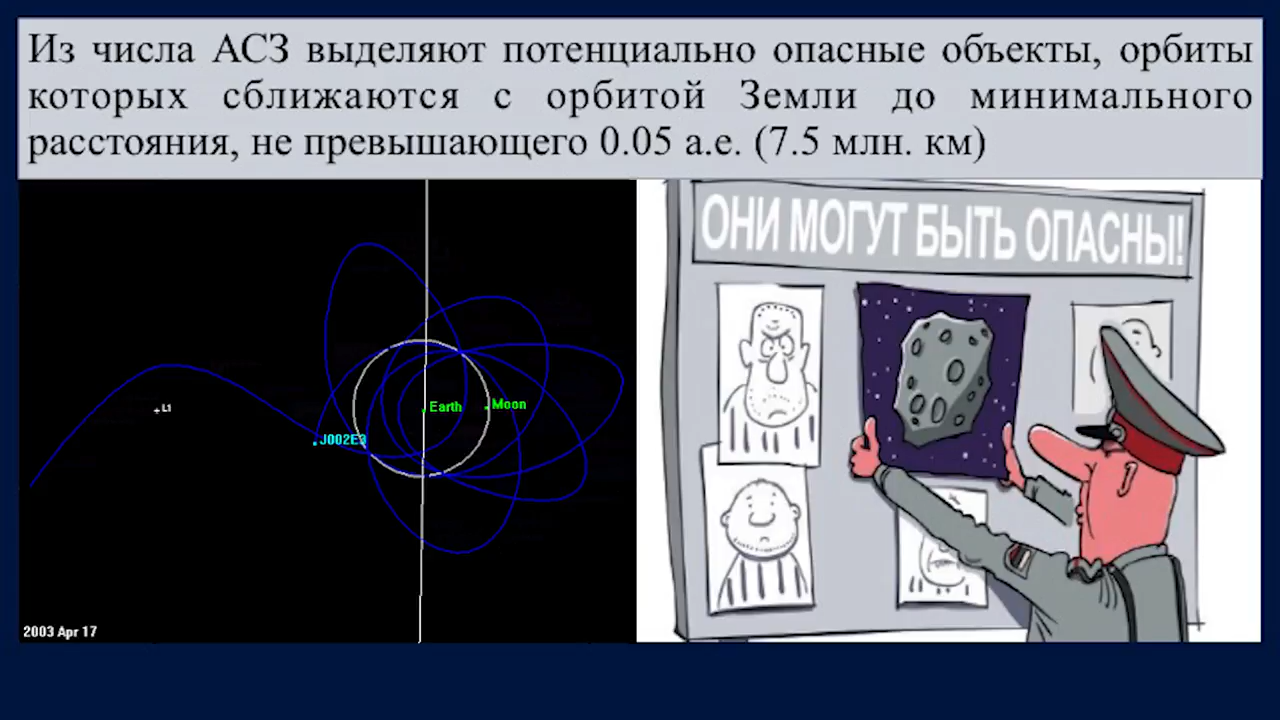 Из числа АСЗ выделяют потенциально опасные объекты, орбиты
которых сближаются с орбитой Земли до минимального
расстояния, не превышающего 0.05 а.е. (7.5 млн. км)
L1
J002E3
Earth
Moon
2003 Apr 17
ОНИ МОГУТ БЫТЬ ОПАСНЫ!